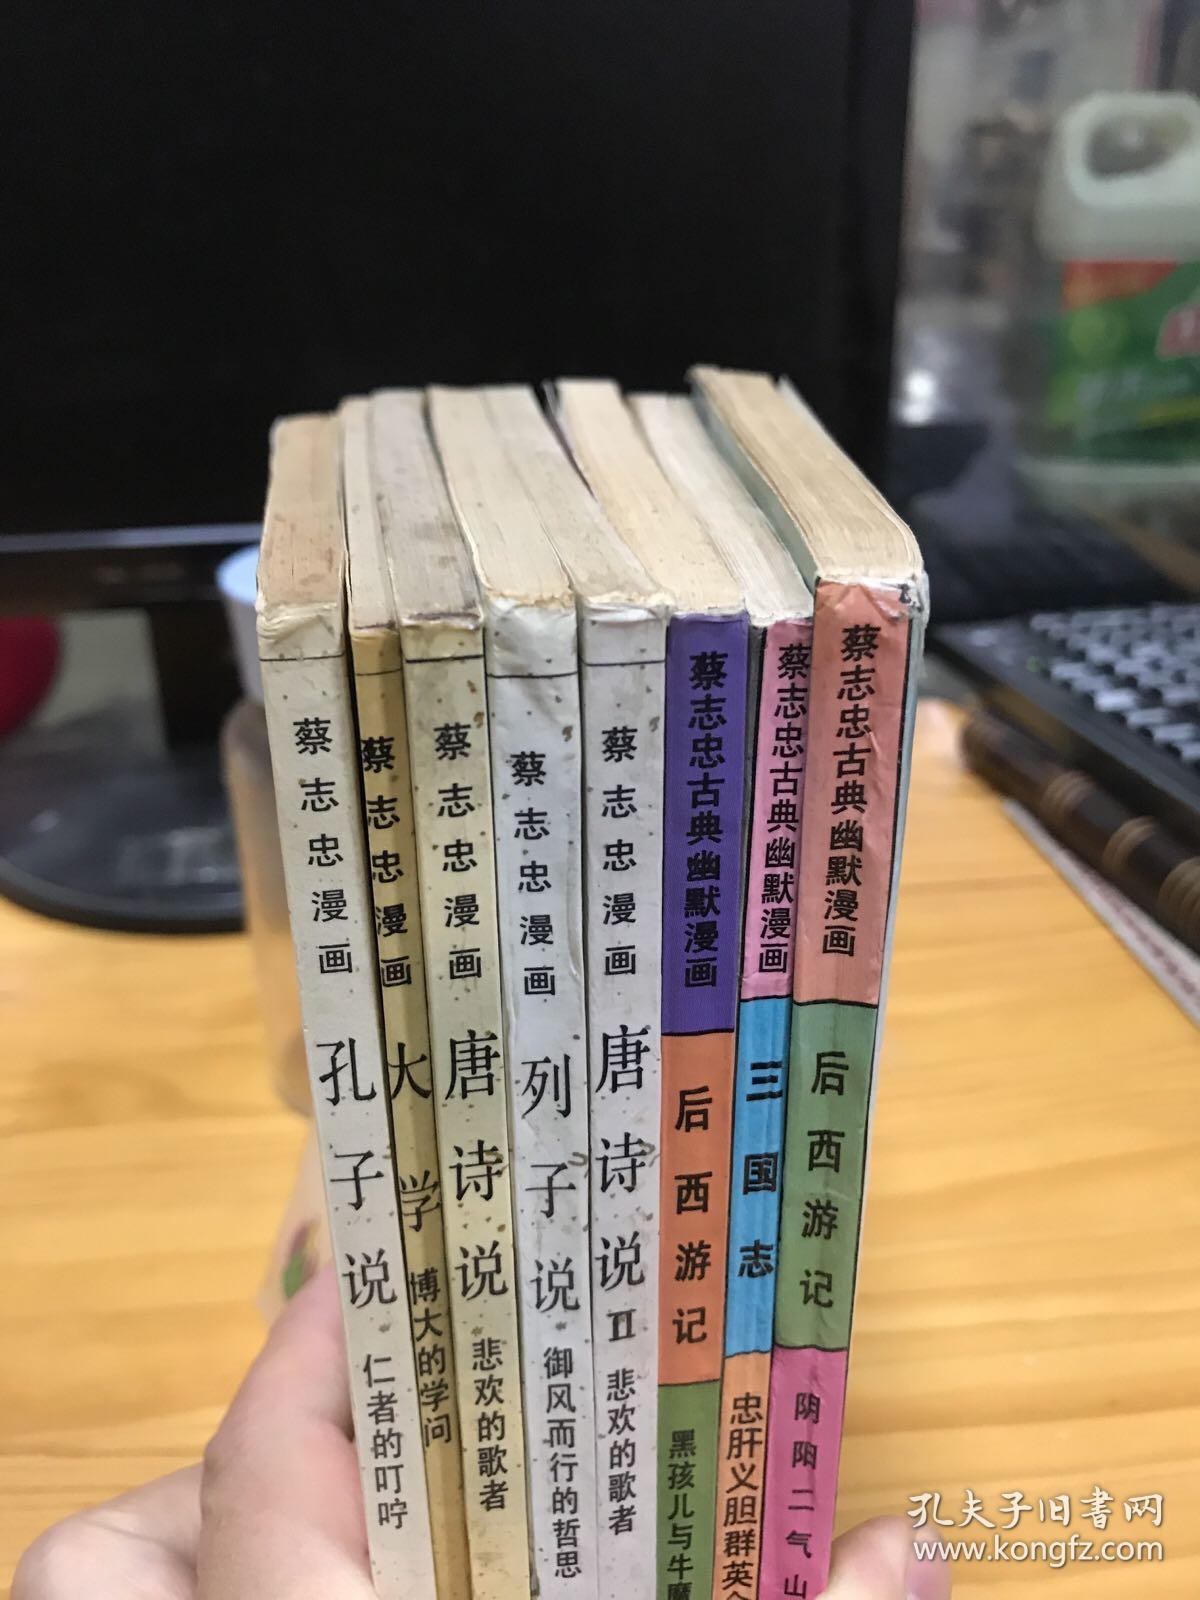 蔡志忠漫画 孔子说 仁者的叮咛
蔡志忠漫画 大学 博大的学问
蔡志忠漫画 唐诗说 悲欢的歌者
蔡志忠漫画 列子说 御风而行的哲思
蔡志忠漫画 唐诗说II 悲欢的歌者
蔡志忠古典幽默漫画 后西游记 黑孩儿与牛魔
蔡志忠古典幽默漫画 三国志 忠肝义胆群英会
蔡志忠古典幽默漫画 后西游记 阴阳二气山
孔夫子旧書网
www.kongfz.com